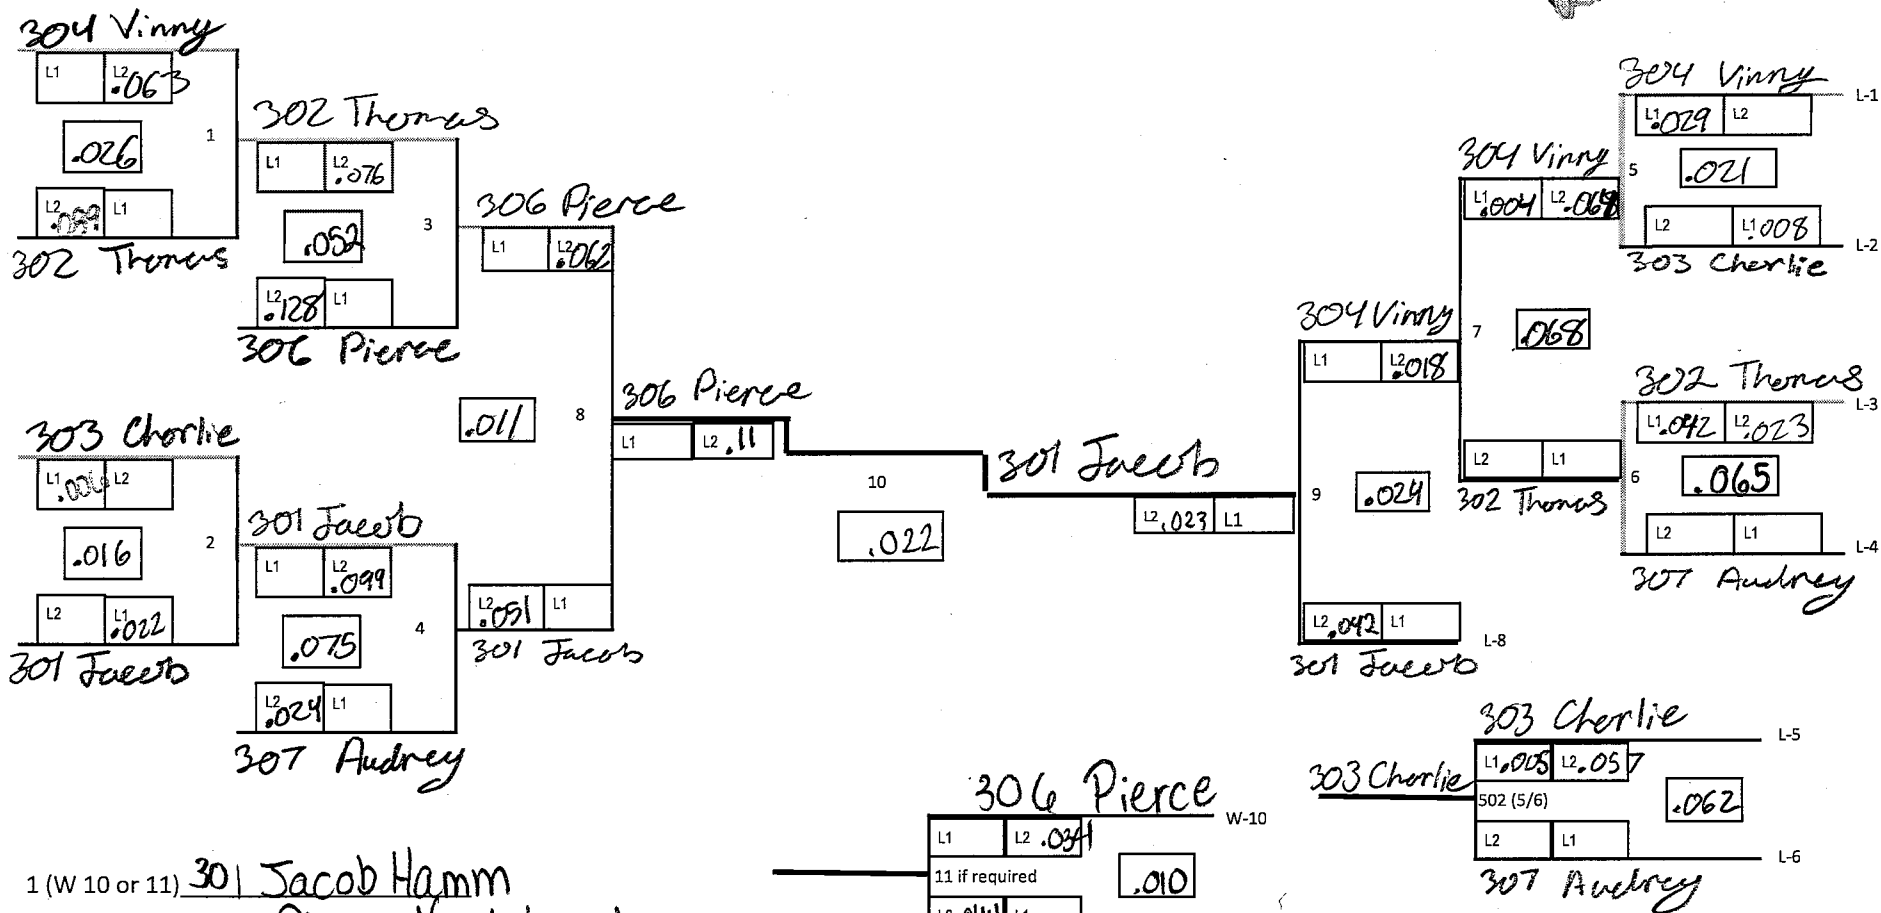 304 Vinny
L1 L2 .063
.026
1
L2 L1
302 Thomas
302 Thomas
L1 L2 .076
.052
3
L2 .128 L1
306 Pierce
303 Charlie
L1 .006 L2
.016
2
L2 L1 .022
301 Jacob
301 Jacob
L1 L2 .099
.075
4
L2 .024 L1
307 Audrey
306 Pierce
L1 L2 .062
.011
8
L2 .051 L1
301 Jacob
306 Pierce
L1 L2 .11
10
.022
301 Jacob
L2 .023 L1
304 Vinny
L1 L2 .018
9
.024
L2 .042 L1
L-8
301 Jacob
304 Vinny
L1 .004 L2 .068
7
.068
L2 L1
302 Thomas
304 Vinny
L-1
L1 .029 L2
5
.021
L2 L1 .008
L-2
303 Charlie
302 Thomas
L-3
L1 .042 L2 .023
6
.065
L2 L1
L-4
307 Audrey
303 Charlie
L-5
L1 .005 L2 .057
303 Charlie
502 (5/6)
.062
L2 L1
L-6
307 Audrey
306 Pierce
W-10
L1 L2 .034
11 if required
.010
1 (W 10 or 11) 301 Jacob Hamm